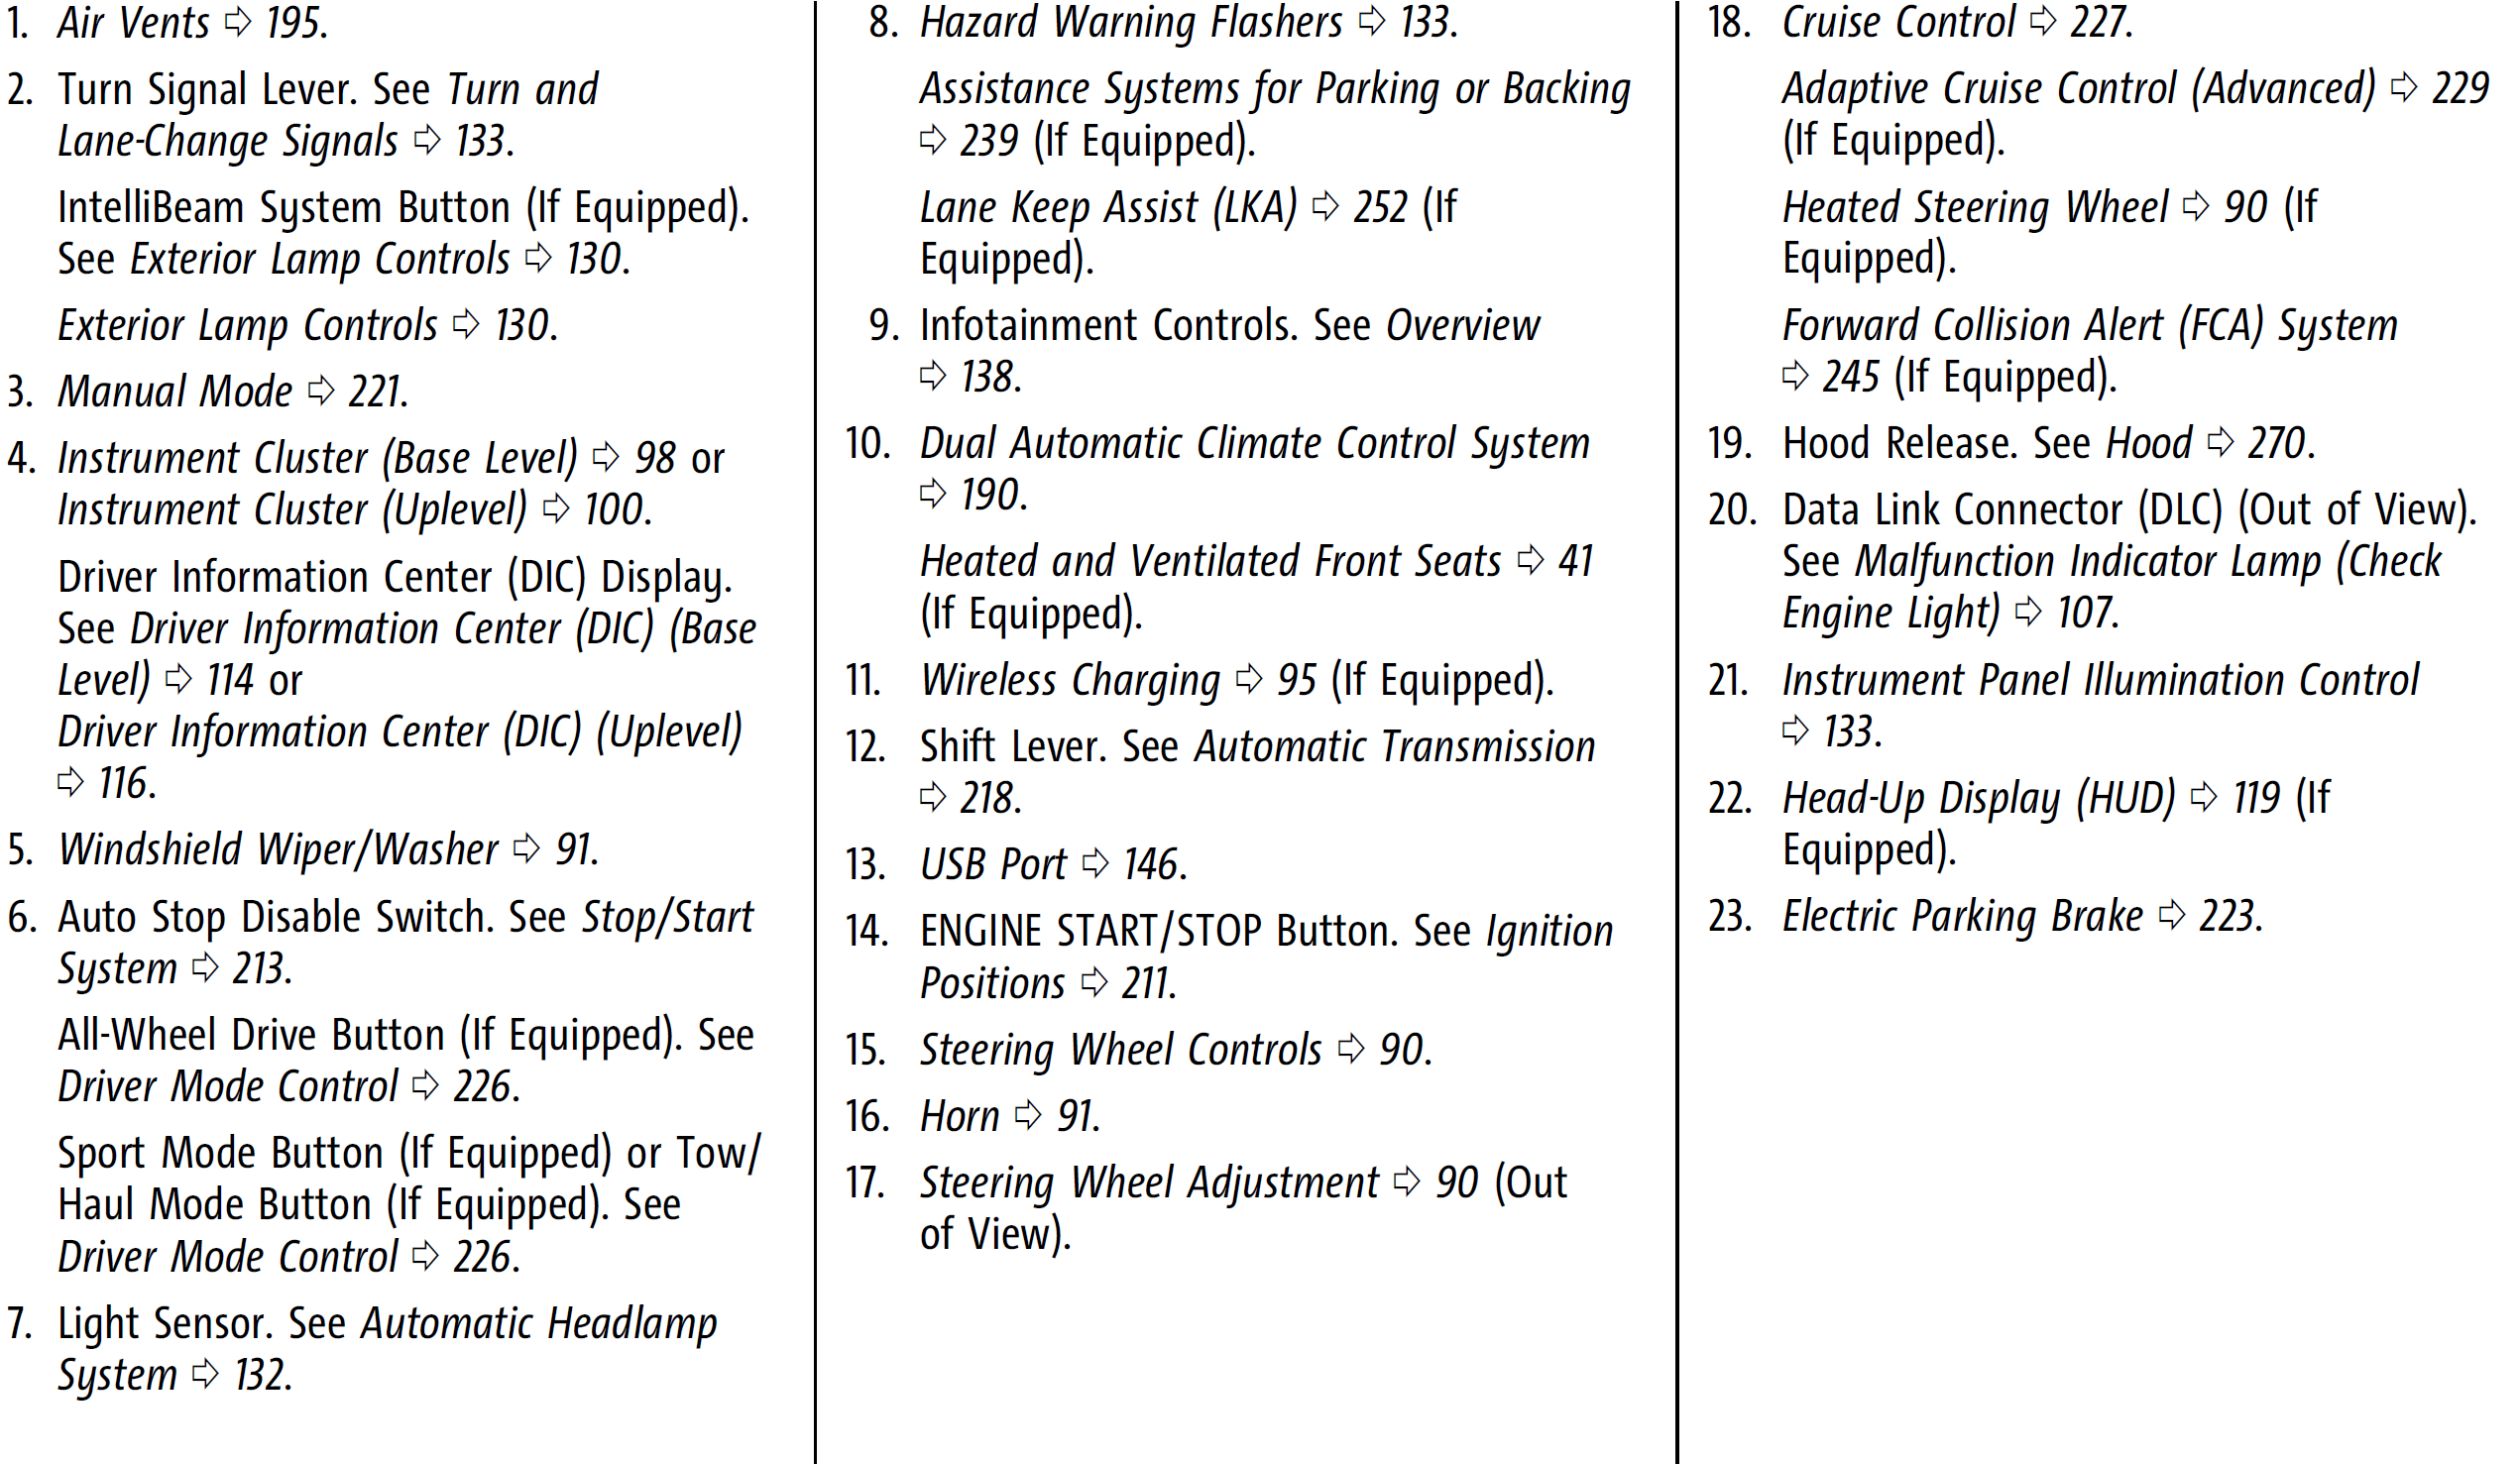 1. Air Vents ⇨ 195.
2. Turn Signal Lever. See Turn and
Lane-Change Signals ⇨ 133.
IntelliBeam System Button (If Equipped).
See Exterior Lamp Controls ⇨ 130.
Exterior Lamp Controls ⇨ 130.
3. Manual Mode ⇨ 221.
4. Instrument Cluster (Base Level) ⇨ 98 or
Instrument Cluster (Uplevel) ⇨ 100.
Driver Information Center (DIC) Display.
See Driver Information Center (DIC) (Base
Level) ⇨ 114 or
Driver Information Center (DIC) (Uplevel)
⇨ 116.
5. Windshield Wiper/Washer ⇨ 91.
6. Auto Stop Disable Switch. See Stop/Start
System ⇨ 213.
All-Wheel Drive Button (If Equipped). See
Driver Mode Control ⇨ 226.
Sport Mode Button (If Equipped) or Tow/
Haul Mode Button (If Equipped). See
Driver Mode Control ⇨ 226.
7. Light Sensor. See Automatic Headlamp
System ⇨ 132.
8. Hazard Warning Flashers ⇨ 133.
Assistance Systems for Parking or Backing
⇨ 239 (If Equipped).
Lane Keep Assist (LKA) ⇨ 252 (If
Equipped).
9. Infotainment Controls. See Overview
⇨ 138.
10. Dual Automatic Climate Control System
⇨ 190.
Heated and Ventilated Front Seats ⇨ 41
(If Equipped).
11. Wireless Charging ⇨ 95 (If Equipped).
12. Shift Lever. See Automatic Transmission
⇨ 218.
13. USB Port ⇨ 146.
14. ENGINE START/STOP Button. See Ignition
Positions ⇨ 211.
15. Steering Wheel Controls ⇨ 90.
16. Horn ⇨ 91.
17. Steering Wheel Adjustment ⇨ 90 (Out
of View).
18. Cruise Control ⇨ 227.
Adaptive Cruise Control (Advanced) ⇨ 229
(If Equipped).
Heated Steering Wheel ⇨ 90 (If
Equipped).
Forward Collision Alert (FCA) System
⇨ 245 (If Equipped).
19. Hood Release. See Hood ⇨ 270.
20. Data Link Connector (DLC) (Out of View).
See Malfunction Indicator Lamp (Check
Engine Light) ⇨ 107.
21. Instrument Panel Illumination Control
⇨ 133.
22. Head-Up Display (HUD) ⇨ 119 (If
Equipped).
23. Electric Parking Brake ⇨ 223.